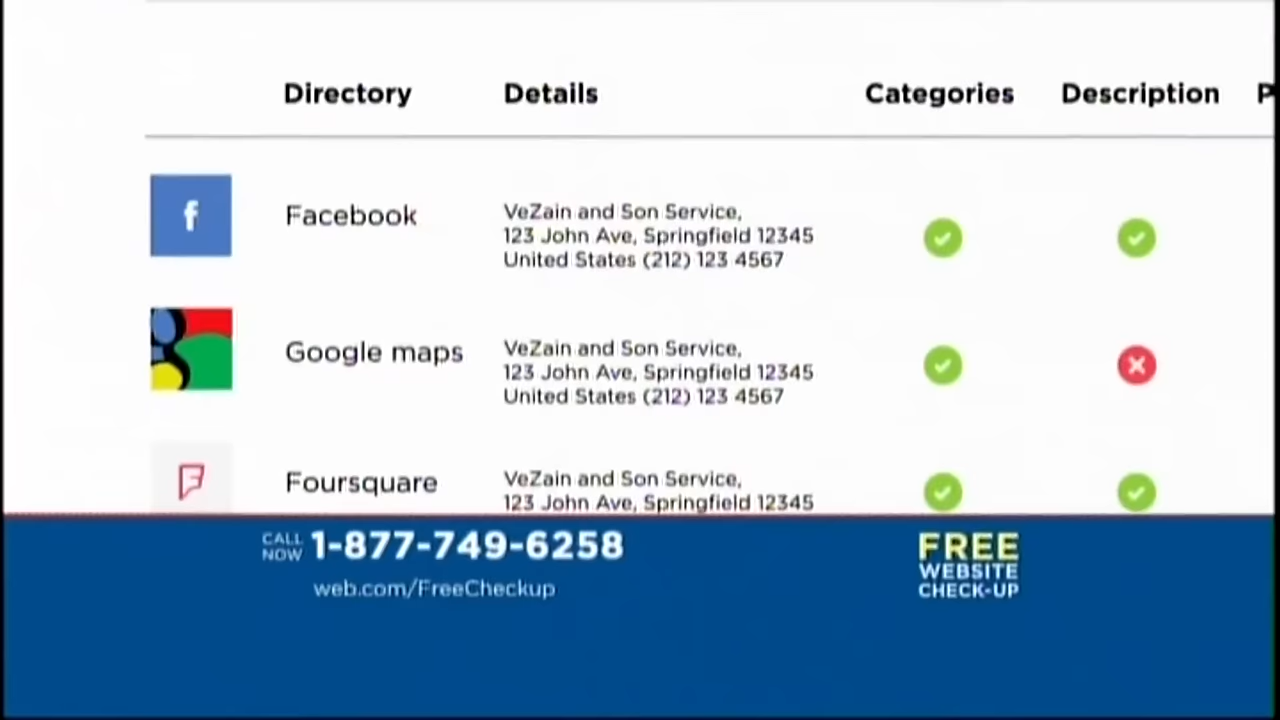 Directory Details Categories Description P
f
Facebook
VeZain and Son Service,
123 John Ave, Springfield 12345
United States (212) 123 4567
Google maps
VeZain and Son Service,
123 John Ave, Springfield 12345
United States (212) 123 4567
Foursquare
VeZain and Son Service,
123 John Ave, Springfield 12345
CALL NOW 1-877-749-6258
web.com/FreeCheckup
FREE
WEBSITE
CHECK-UP